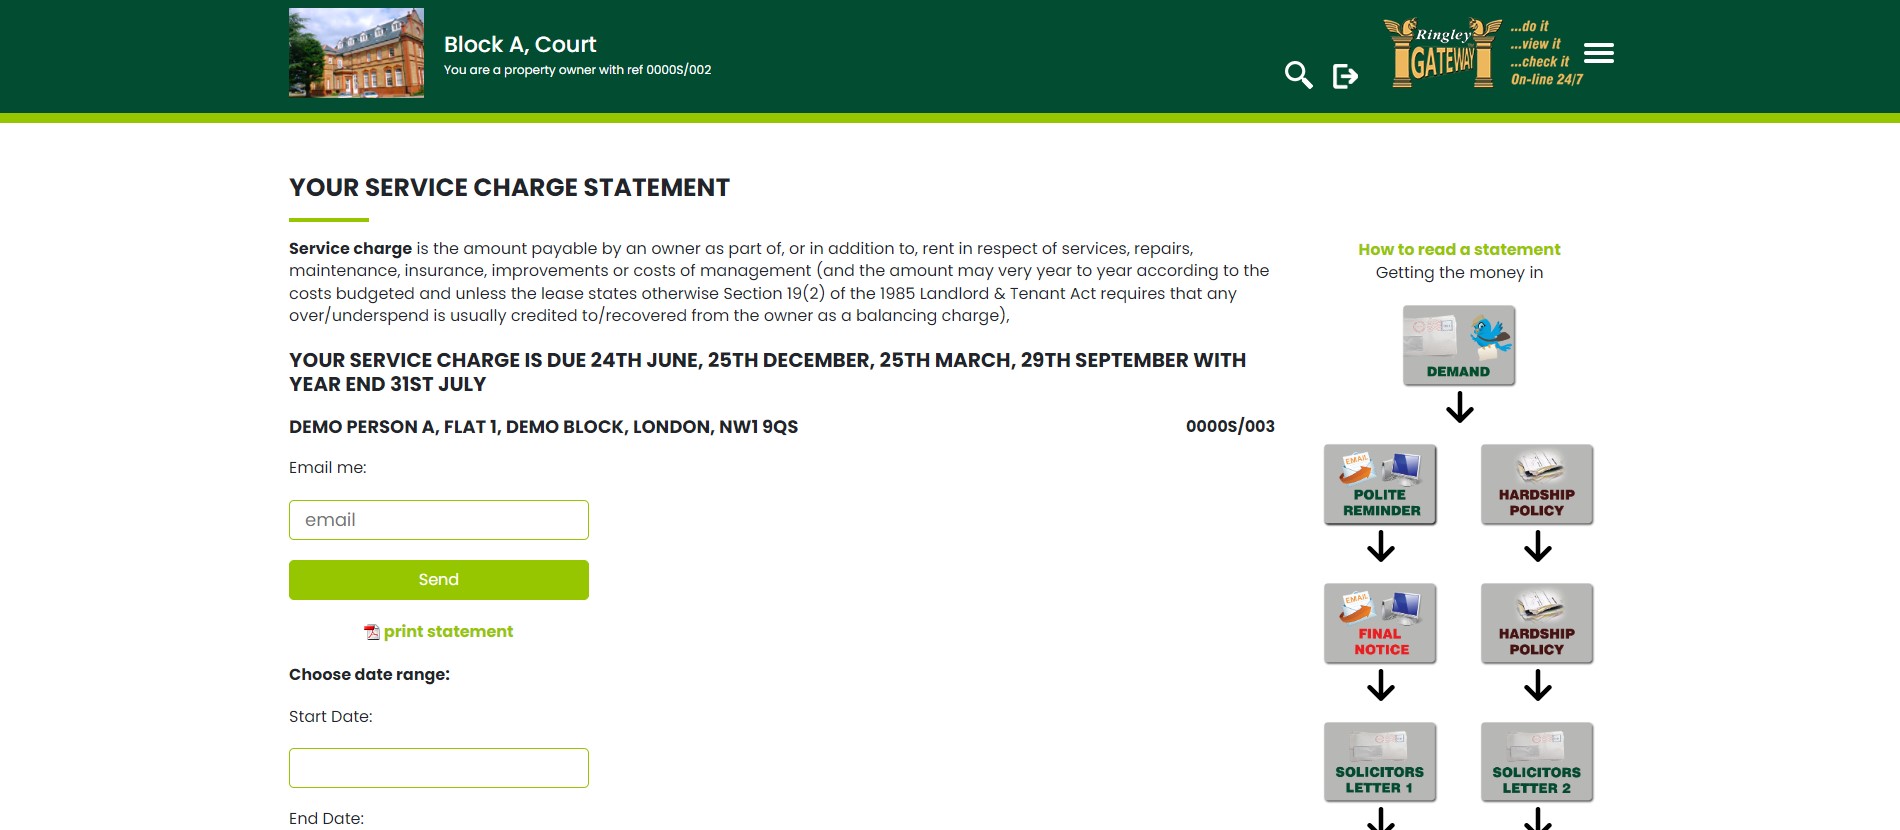 Block A, Court
You are a property owner with ref 0000S/002
Ringley
GATEWAY
...do it
...view it
...check it
On-line 24/7
YOUR SERVICE CHARGE STATEMENT
Service charge is the amount payable by an owner as part of, or in addition to, rent in respect of services, repairs,
maintenance, insurance, improvements or costs of management (and the amount may very year to year according to the
costs budgeted and unless the lease states otherwise Section 19(2) of the 1985 Landlord & Tenant Act requires that any
over/underspend is usually credited to/recovered from the owner as a balancing charge),
YOUR SERVICE CHARGE IS DUE 24TH JUNE, 25TH DECEMBER, 25TH MARCH, 29TH SEPTEMBER WITH
YEAR END 31ST JULY
DEMO PERSON A, FLAT 1, DEMO BLOCK, LONDON, NW1 9QS
0000S/003
Email me:
email
Send
print statement
Choose date range:
Start Date:
End Date:
How to read a statement
Getting the money in
DEMAND
EMAIL
POLITE
REMINDER
HARDSHIP
POLICY
EMAIL
FINAL
NOTICE
HARDSHIP
POLICY
SOLICITORS
LETTER 1
SOLICITORS
LETTER 2